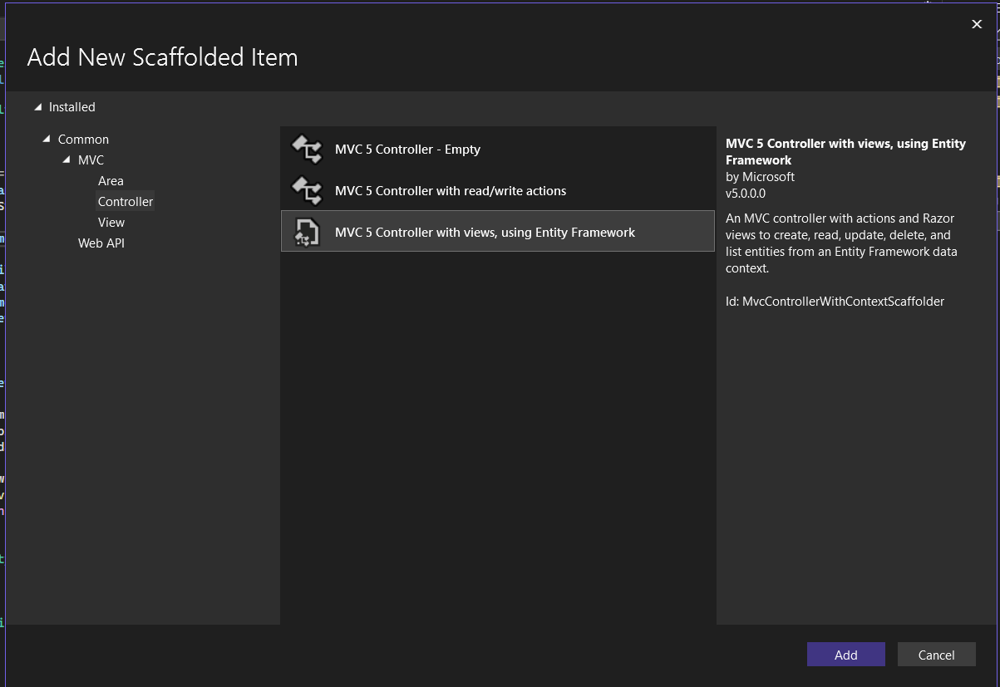 Add New Scaffolded Item
Installed
Common
MVC
Area
Controller
View
Web API
MVC 5 Controller - Empty
MVC 5 Controller with read/write actions
MVC 5 Controller with views, using Entity Framework
MVC 5 Controller with views, using Entity
Framework
by Microsoft
v5.0.0.0
An MVC controller with actions and Razor
views to create, read, update, delete, and
list entities from an Entity Framework data
context.
Id: MvcControllerWithContextScaffolder
Add
Cancel